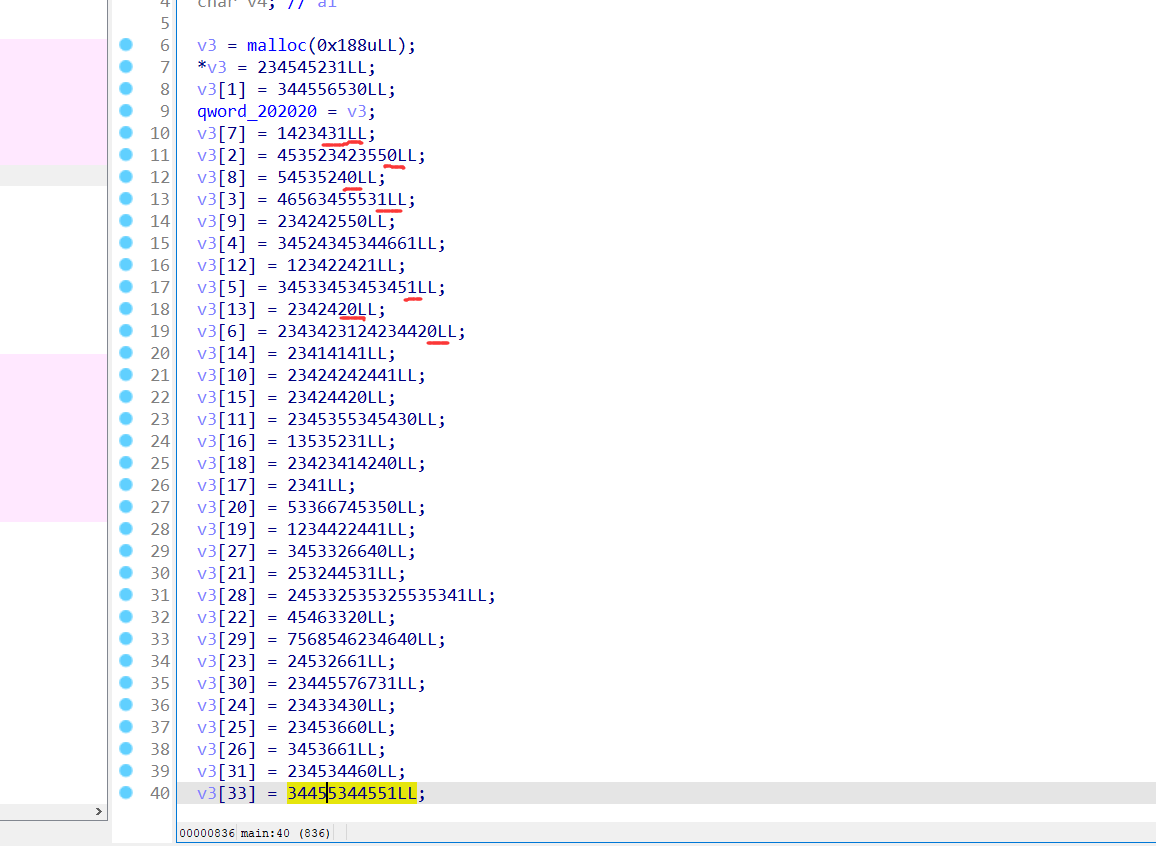 4 char v4; // al
5
6 v3 = malloc(0x188uLL);
7 *v3 = 234545231LL;
8 v3[1] = 344556530LL;
9 qword_202020 = v3;
10 v3[7] = 1423431LL;
11 v3[2] = 453523423550LL;
12 v3[8] = 54535240LL;
13 v3[3] = 46563455531LL;
14 v3[9] = 234242550LL;
15 v3[4] = 34524345344661LL;
16 v3[12] = 123422421LL;
17 v3[5] = 34533453453451LL;
18 v3[13] = 2342420LL;
19 v3[6] = 2343423124234420LL;
20 v3[14] = 23414141LL;
21 v3[10] = 23424242441LL;
22 v3[15] = 23424420LL;
23 v3[11] = 2345355345430LL;
24 v3[16] = 13535231LL;
25 v3[18] = 23423414240LL;
26 v3[17] = 2341LL;
27 v3[20] = 53366745350LL;
28 v3[19] = 1234422441LL;
29 v3[27] = 3453326640LL;
30 v3[21] = 253244531LL;
31 v3[28] = 245332535325535341LL;
32 v3[22] = 45463320LL;
33 v3[29] = 7568546234640LL;
34 v3[23] = 24532661LL;
35 v3[30] = 23445576731LL;
36 v3[24] = 23433430LL;
37 v3[25] = 23453660LL;
38 v3[26] = 3453661LL;
39 v3[31] = 234534460LL;
40 v3[33] = 34455344551LL;
00000836 main:40 (836)